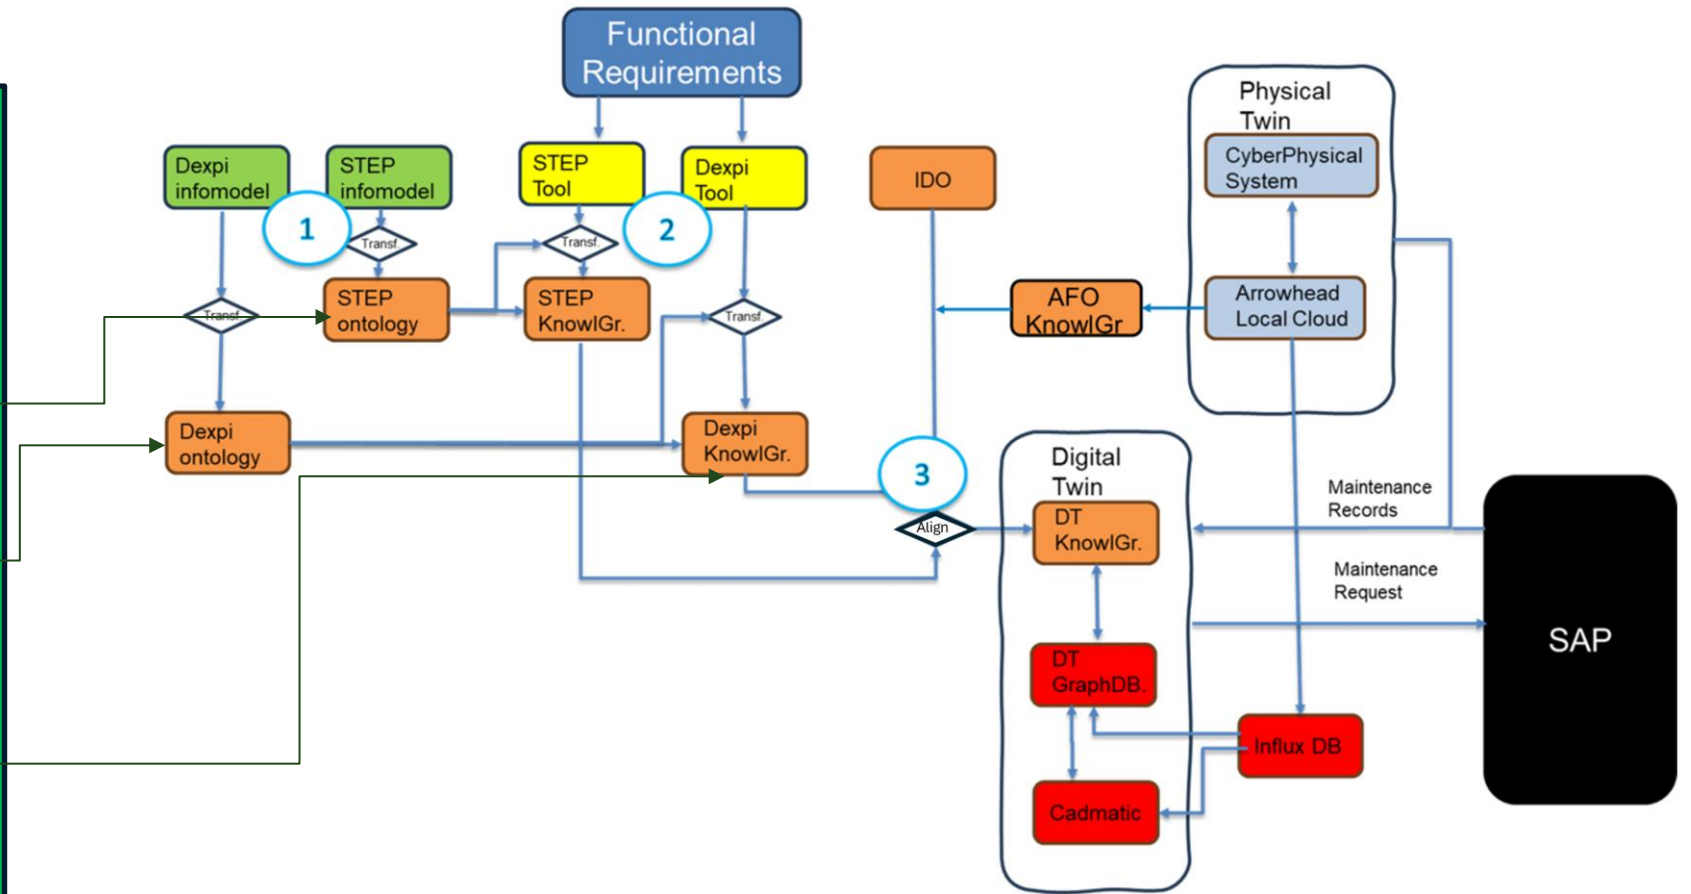 Functional
Requirements
Dexpi
infomodel
STEP
infomodel
STEP
Tool
Dexpi
Tool
IDO
Physical
Twin
CyberPhysical
System
1
2
Transf.
Transf.
STEP
ontology
STEP
KnowlGr.
Transf.
Transf.
AFO
KnowlGr
Arrowhead
Local Cloud
Dexpi
ontology
Dexpi
KnowlGr.
3
Align
Digital
Twin
DT
KnowlGr.
Maintenance
Records
Maintenance
Request
SAP
DT
GraphDB.
Influx DB
Cadmatic